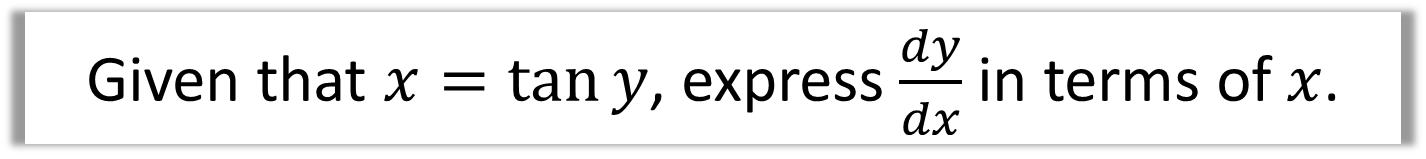 Given that x = tan y, express dy/dx in terms of x.